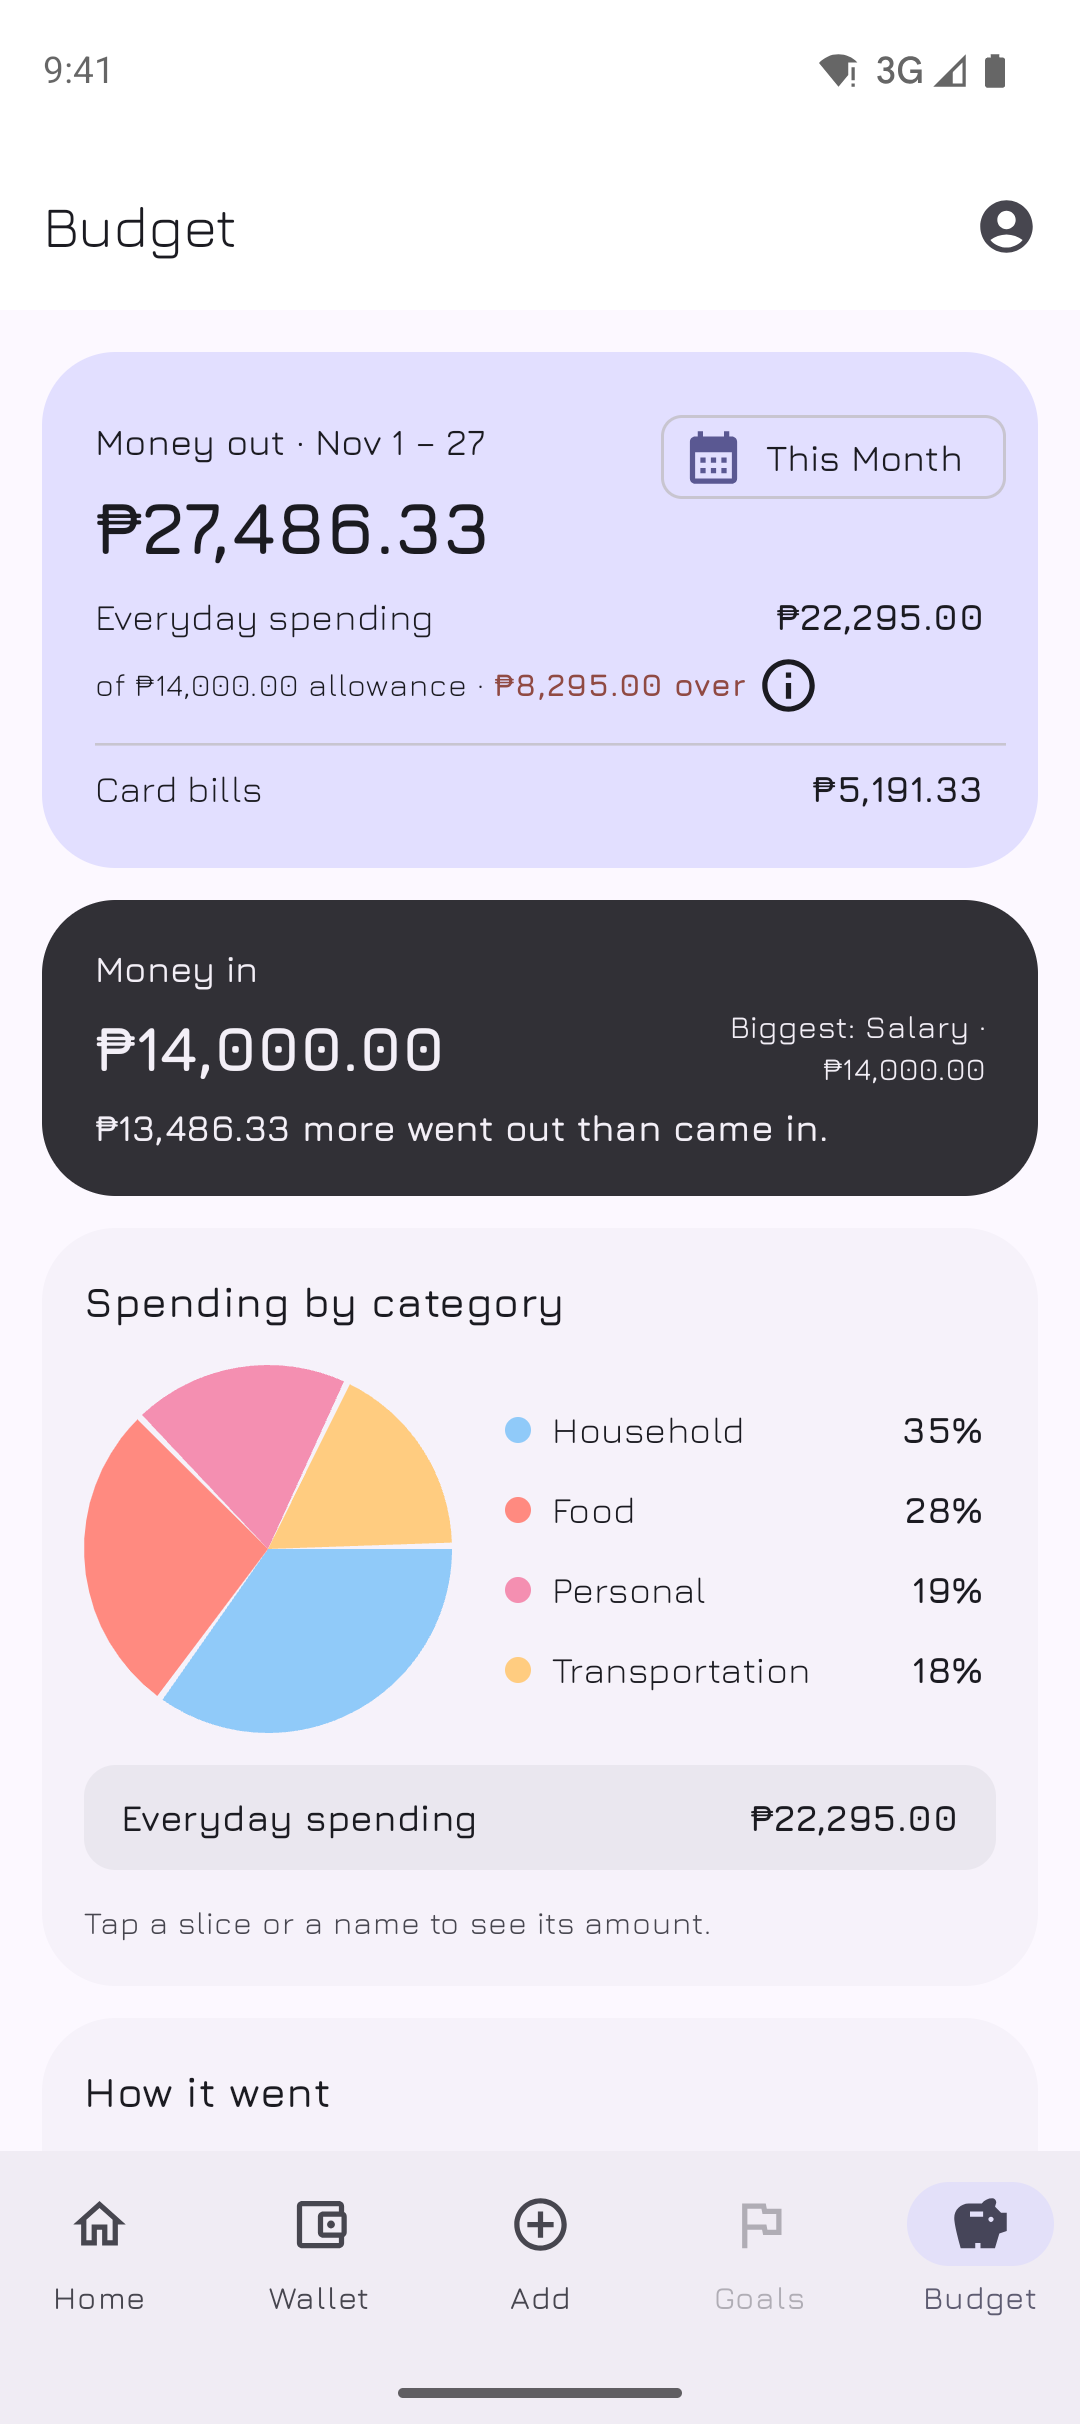 9:41
3G
Budget
Money out · Nov 1 – 27
This Month
₱27,486.33
Everyday spending ₱22,295.00
of ₱14,000.00 allowance · ₱8,295.00 over
Card bills ₱5,191.33
Money in
₱14,000.00
Biggest: Salary ·
₱14,000.00
₱13,486.33 more went out than came in.
Spending by category
Household 35%
Food 28%
Personal 19%
Transportation 18%
Everyday spending ₱22,295.00
Tap a slice or a name to see its amount.
How it went
Home Wallet Add Goals Budget